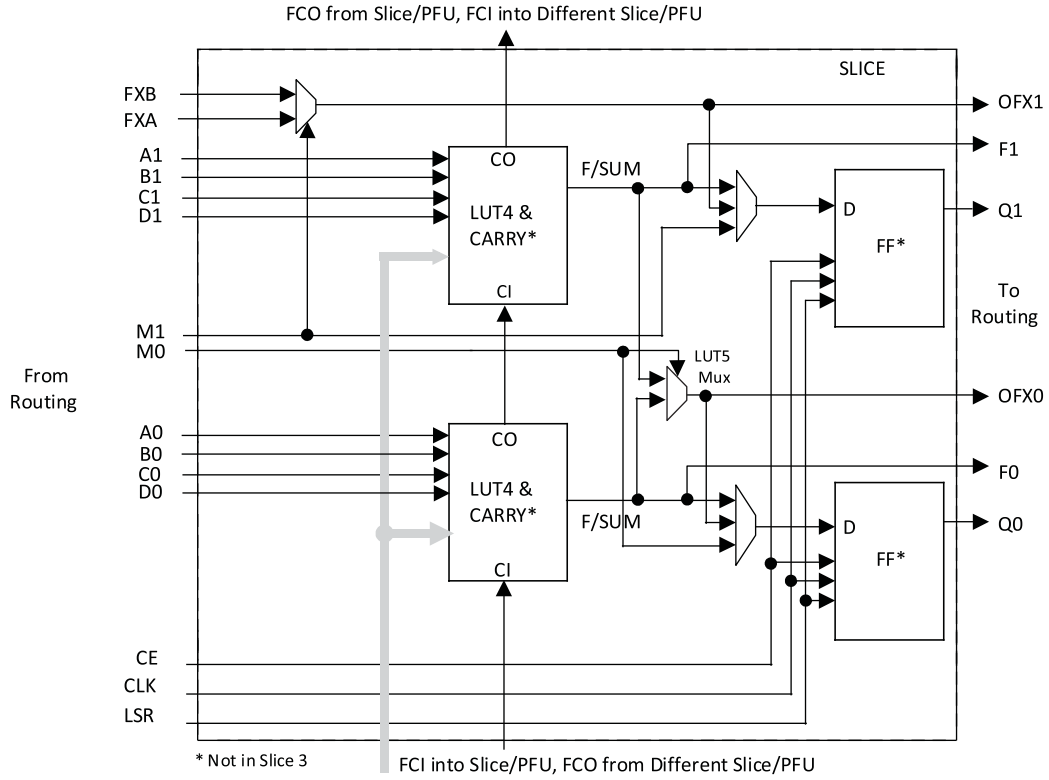 FCO from Slice/PFU, FCI into Different Slice/PFU
SLICE
FXB
FXA
OFX1
F1
A1
B1
C1
D1
CO
F/SUM
LUT4 &
CARRY*
CI
D
FF*
Q1
To
Routing
M1
M0
LUT5
Mux
From
Routing
OFX0
A0
B0
C0
D0
CO
LUT4 &
CARRY*
F/SUM
CI
F0
D
FF*
Q0
CE
CLK
LSR
* Not in Slice 3
FCI into Slice/PFU, FCO from Different Slice/PFU